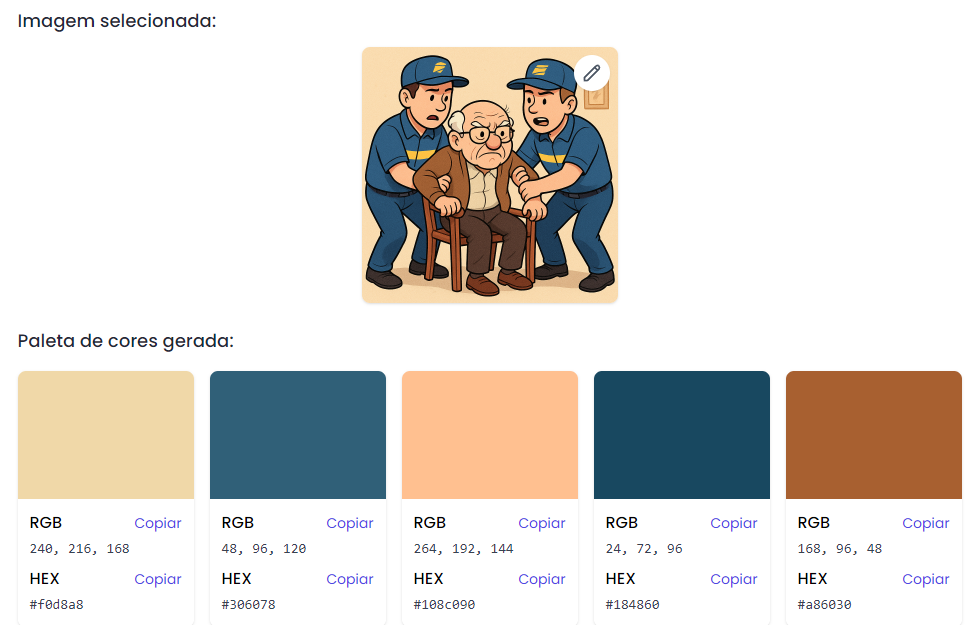 Imagem selecionada:
Paleta de cores gerada:
RGB Copiar RGB Copiar RGB Copiar RGB Copiar RGB Copiar
240, 216, 168 48, 96, 120 264, 192, 144 24, 72, 96 168, 96, 48
HEX Copiar HEX Copiar HEX Copiar HEX Copiar HEX Copiar
#f0d8a8 #306078 #108c090 #184860 #a86030